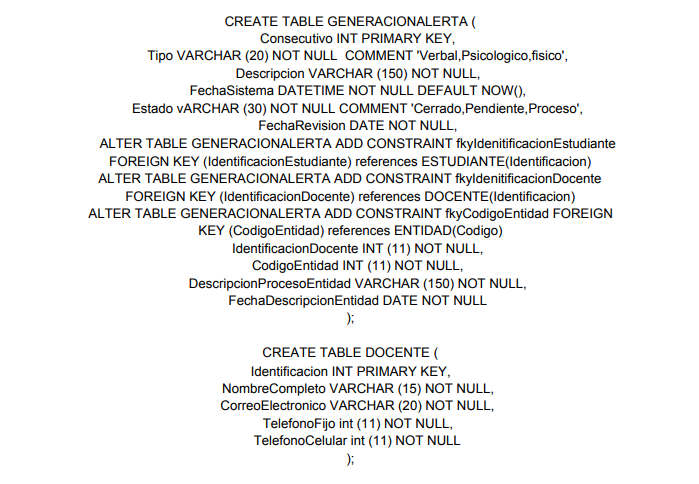 CREATE TABLE GENERACIONALERTA (
Consecutivo INT PRIMARY KEY,
Tipo VARCHAR (20) NOT NULL  COMMENT 'Verbal,Psicologico,fisico',
Descripcion VARCHAR (150) NOT NULL,
FechaSistema DATETIME NOT NULL DEFAULT NOW(),
Estado vARCHAR (30) NOT NULL COMMENT 'Cerrado,Pendiente,Proceso',
FechaRevision DATE NOT NULL,
ALTER TABLE GENERACIONALERTA ADD CONSTRAINT fkyIdenitificacionEstudiante
FOREIGN KEY (IdentificacionEstudiante) references ESTUDIANTE(Identificacion)
ALTER TABLE GENERACIONALERTA ADD CONSTRAINT fkyIdenitificacionDocente
FOREIGN KEY (IdentificacionDocente) references DOCENTE(Identificacion)
ALTER TABLE GENERACIONALERTA ADD CONSTRAINT fkyCodigoEntidad FOREIGN
KEY (CodigoEntidad) references ENTIDAD(Codigo)
IdentificacionDocente INT (11) NOT NULL,
CodigoEntidad INT (11) NOT NULL,
DescripcionProcesoEntidad VARCHAR (150) NOT NULL,
FechaDescripcionEntidad DATE NOT NULL
);
CREATE TABLE DOCENTE (
Identificacion INT PRIMARY KEY,
NombreCompleto VARCHAR (15) NOT NULL,
CorreoElectronico VARCHAR (20) NOT NULL,
TelefonoFijo int (11) NOT NULL,
TelefonoCelular int (11) NOT NULL
);